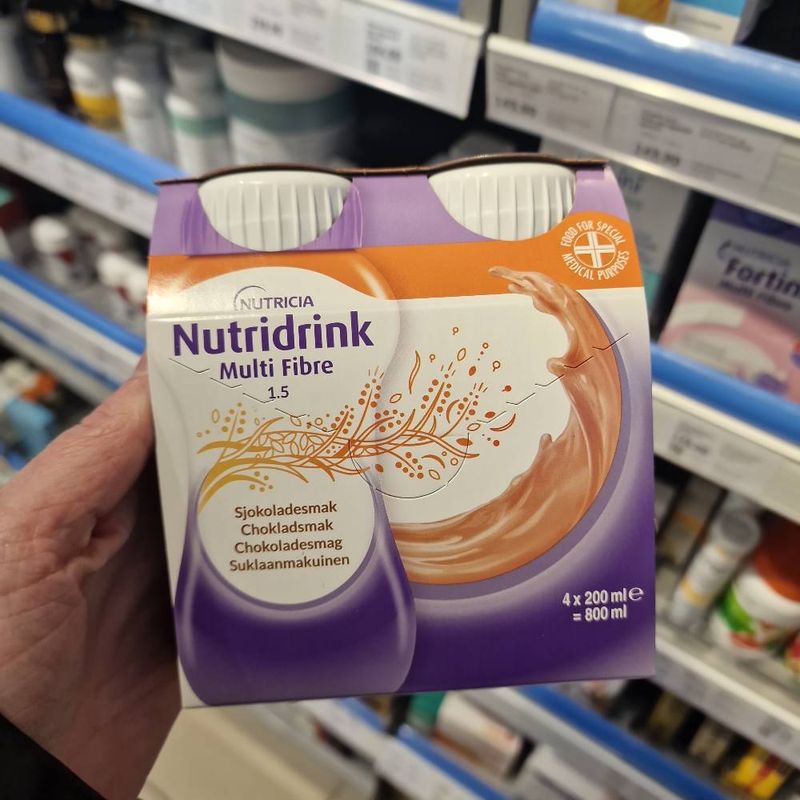 NUTRICIA
Nutridrink
Multi Fibre
1.5
FOOD FOR SPECIAL
MEDICAL PURPOSES
Sjokoladesmak
Chokladsmak
Chokoladesmag
Suklaanmakuinen
4 x 200 ml e
= 800 ml
NUTRICIA
Fortin
Multi Fibre